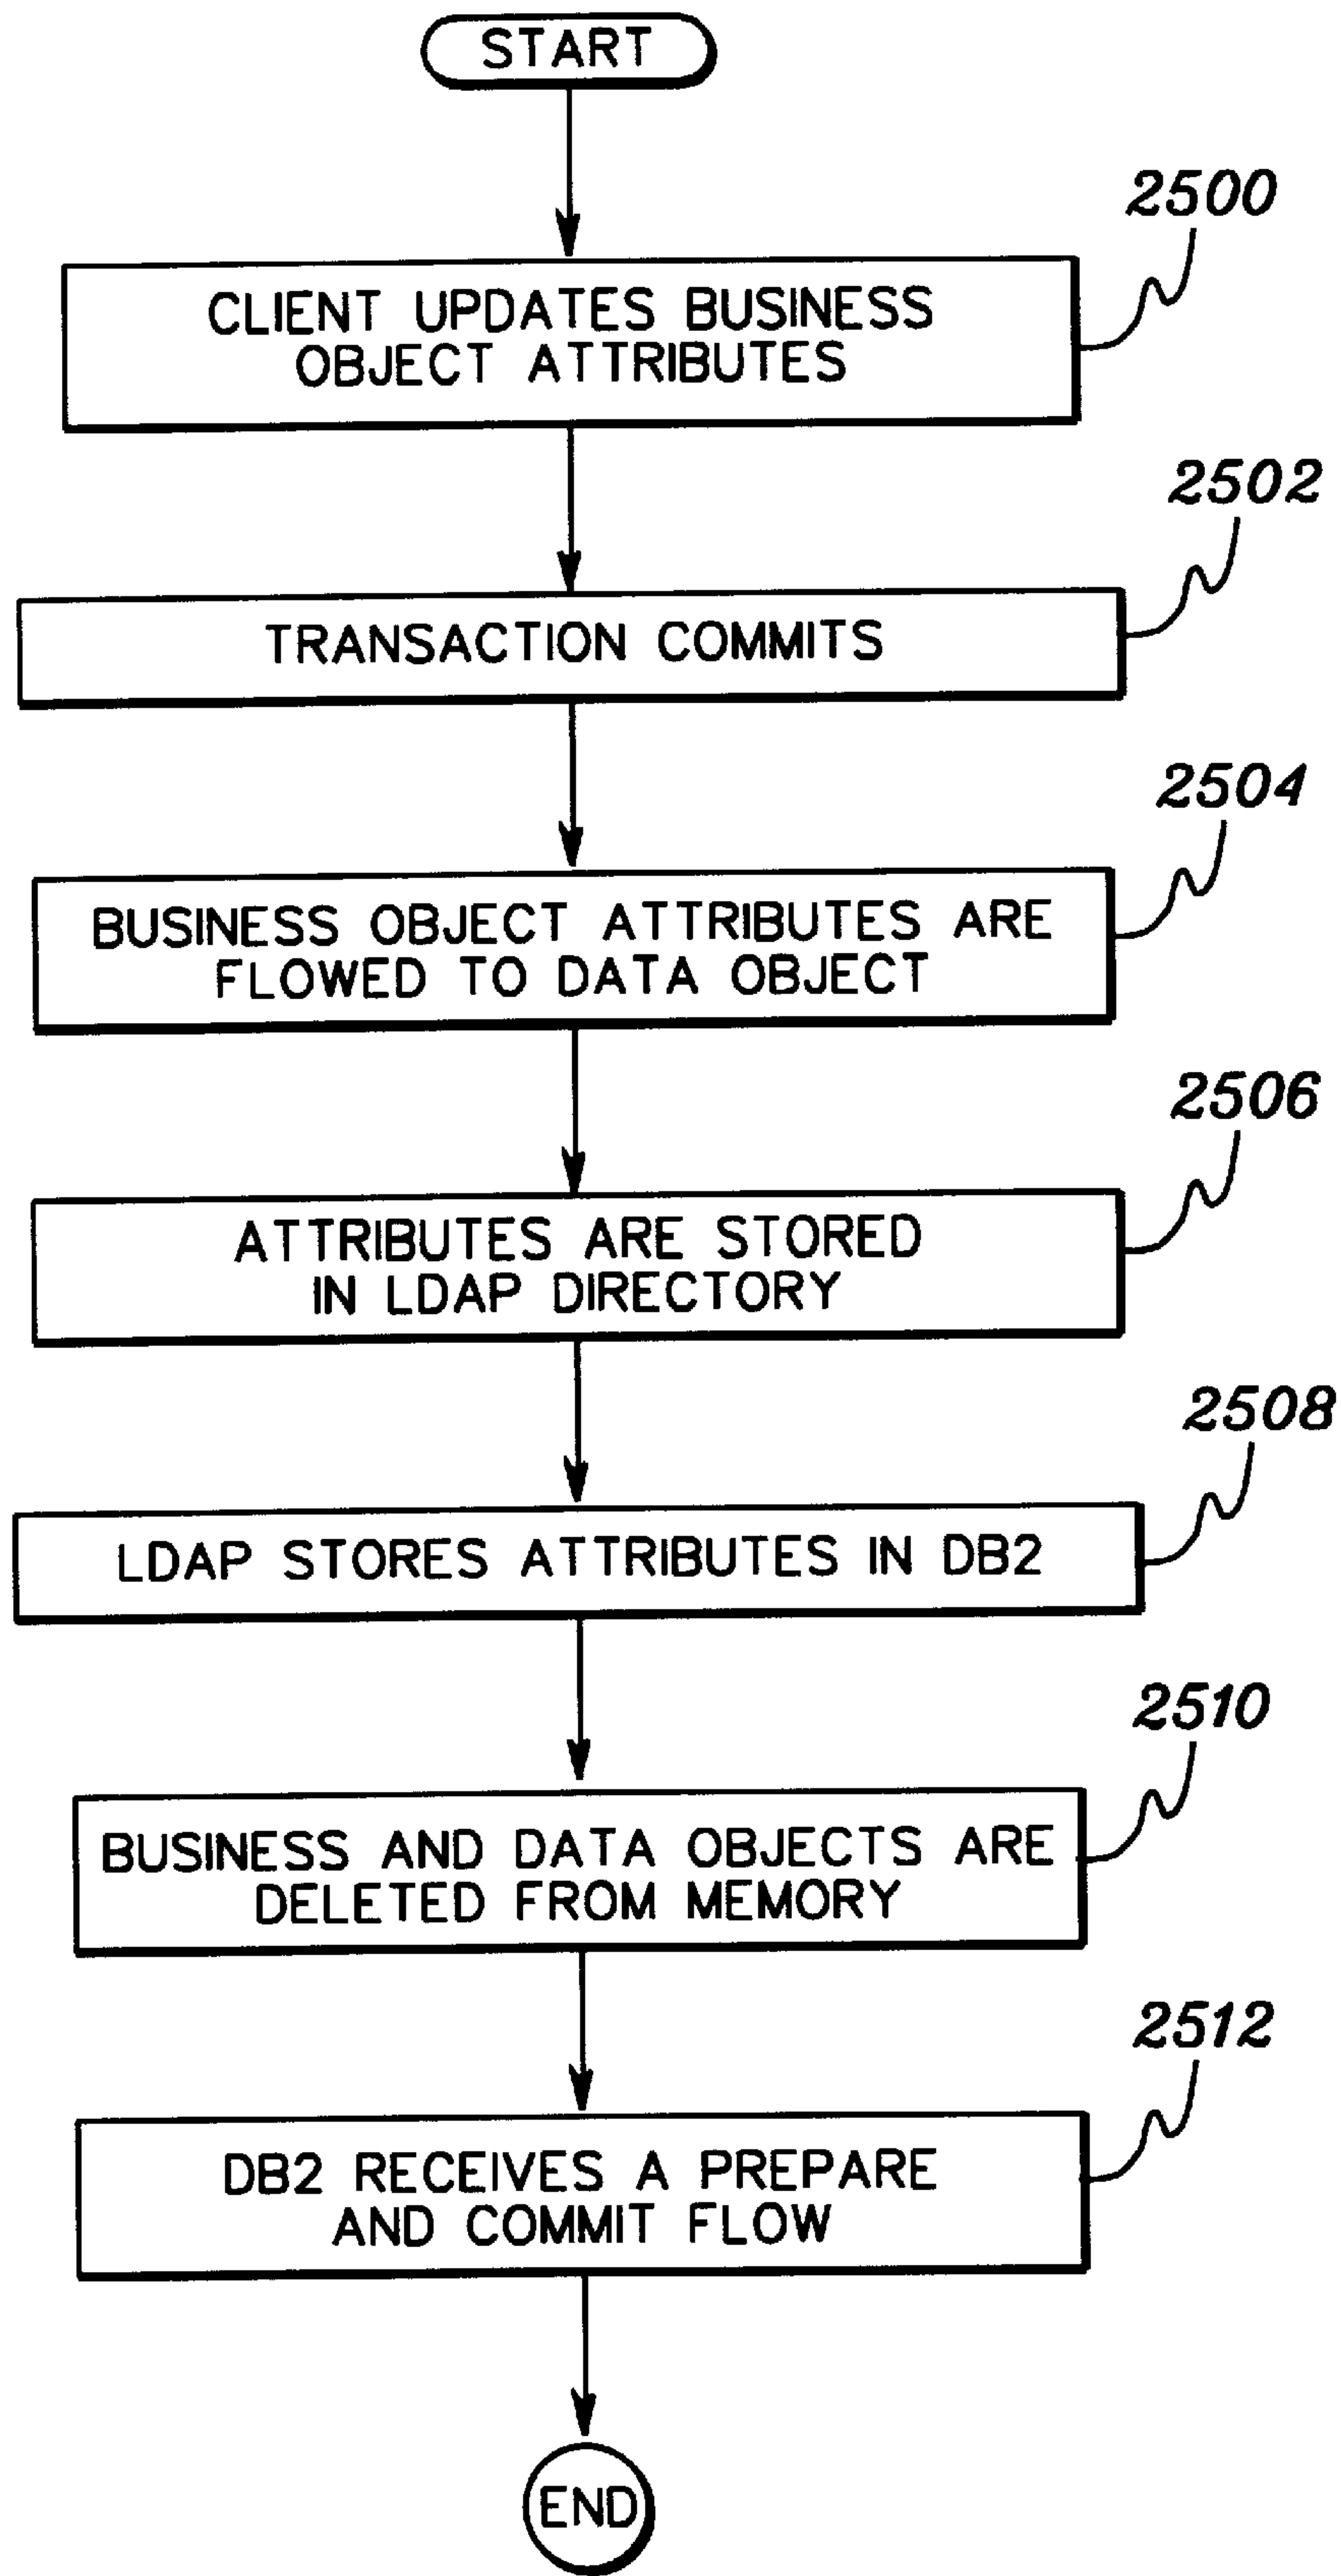 START
2500
CLIENT UPDATES BUSINESS
OBJECT ATTRIBUTES
2502
TRANSACTION COMMITS
2504
BUSINESS OBJECT ATTRIBUTES ARE
FLOWED TO DATA OBJECT
2506
ATTRIBUTES ARE STORED
IN LDAP DIRECTORY
2508
LDAP STORES ATTRIBUTES IN DB2
2510
BUSINESS AND DATA OBJECTS ARE
DELETED FROM MEMORY
2512
DB2 RECEIVES A PREPARE
AND COMMIT FLOW
END